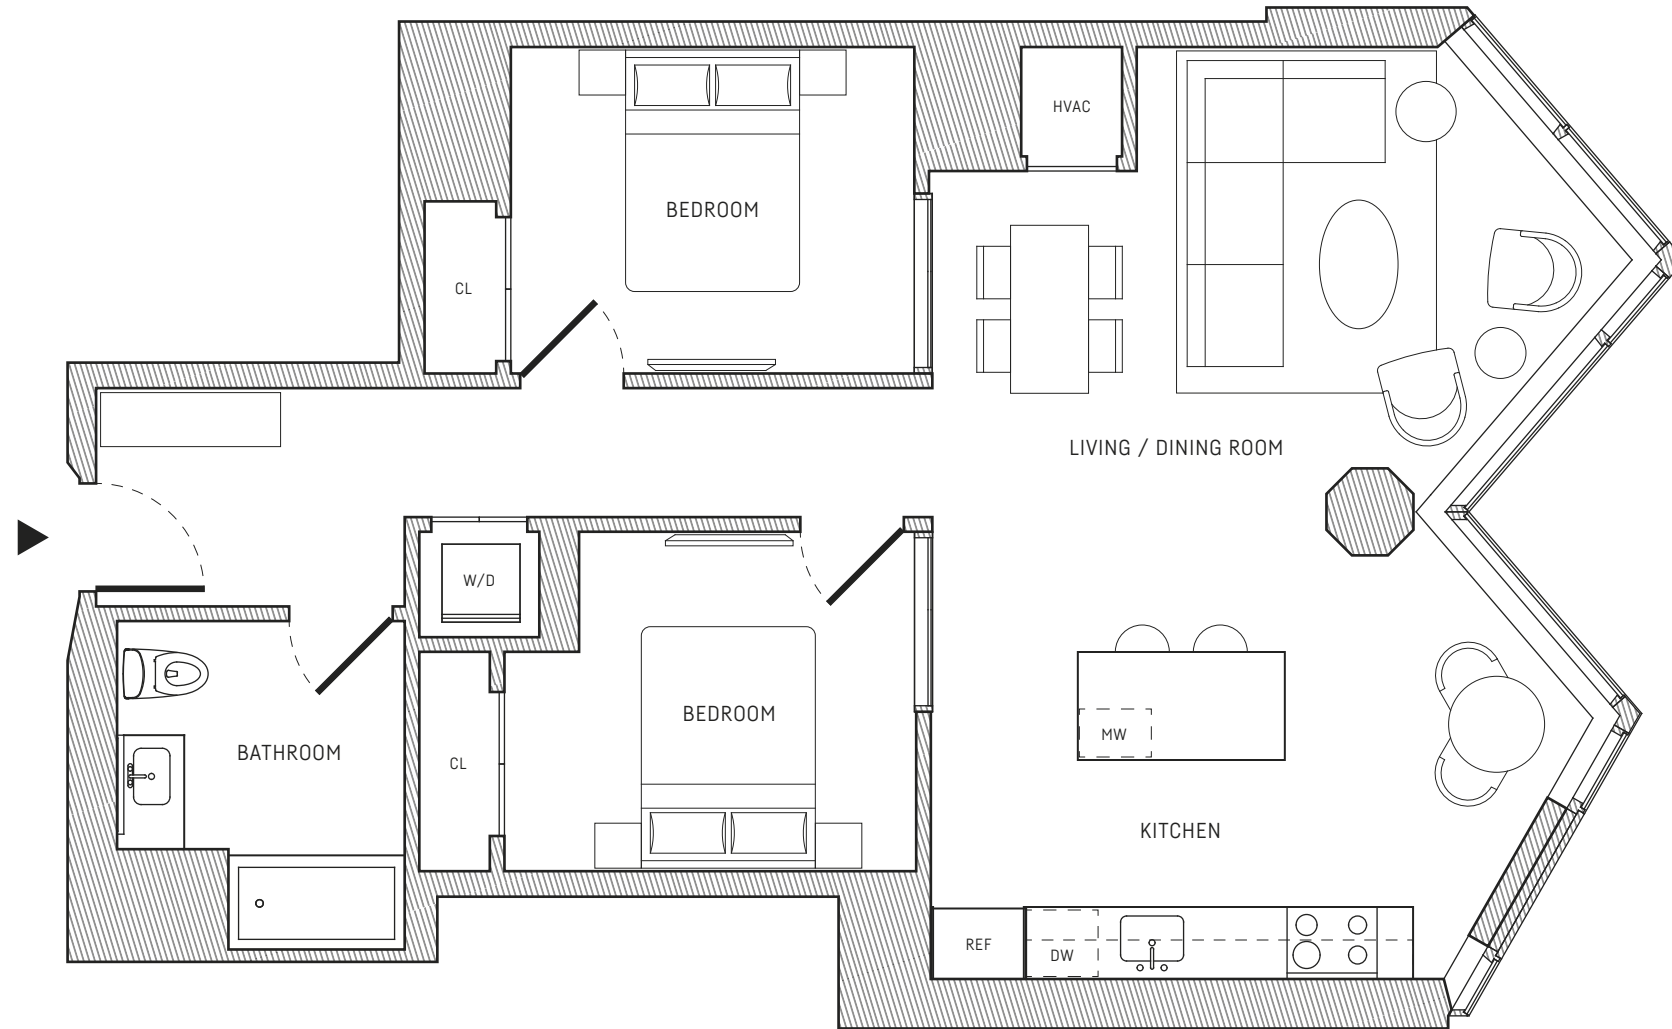 HVAC
BEDROOM
CL
LIVING / DINING ROOM
W/D
BEDROOM
MW
BATHROOM
CL
KITCHEN
REF
DW